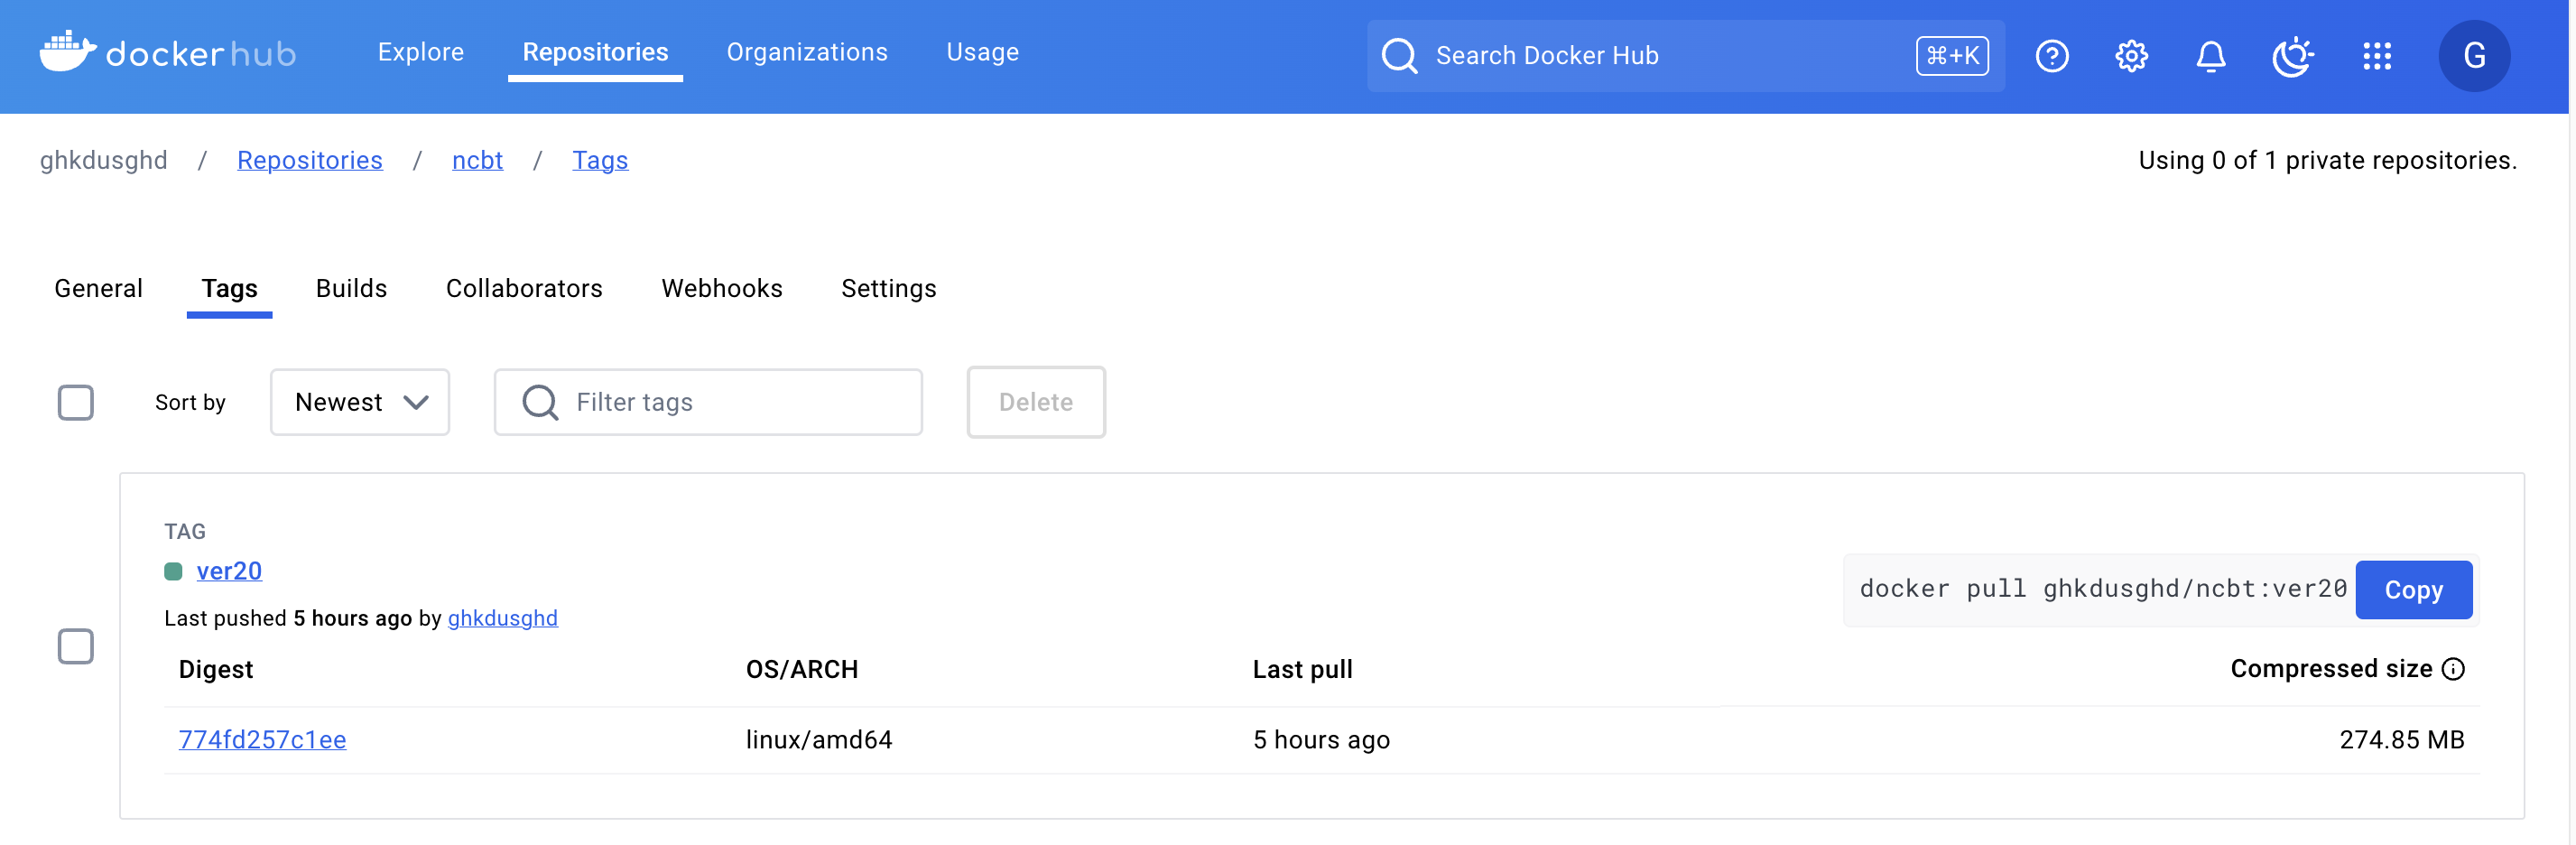 dockerhub
Explore Repositories Organizations Usage
Search Docker Hub ⌘+K
G
ghkdusghd / Repositories / ncbt / Tags
Using 0 of 1 private repositories.
General Tags Builds Collaborators Webhooks Settings
Sort by Newest Filter tags Delete
TAG
ver20
docker pull ghkdusghd/ncbt:ver20 Copy
Last pushed 5 hours ago by ghkdusghd
Digest OS/ARCH Last pull Compressed size
774fd257c1ee linux/amd64 5 hours ago 274.85 MB